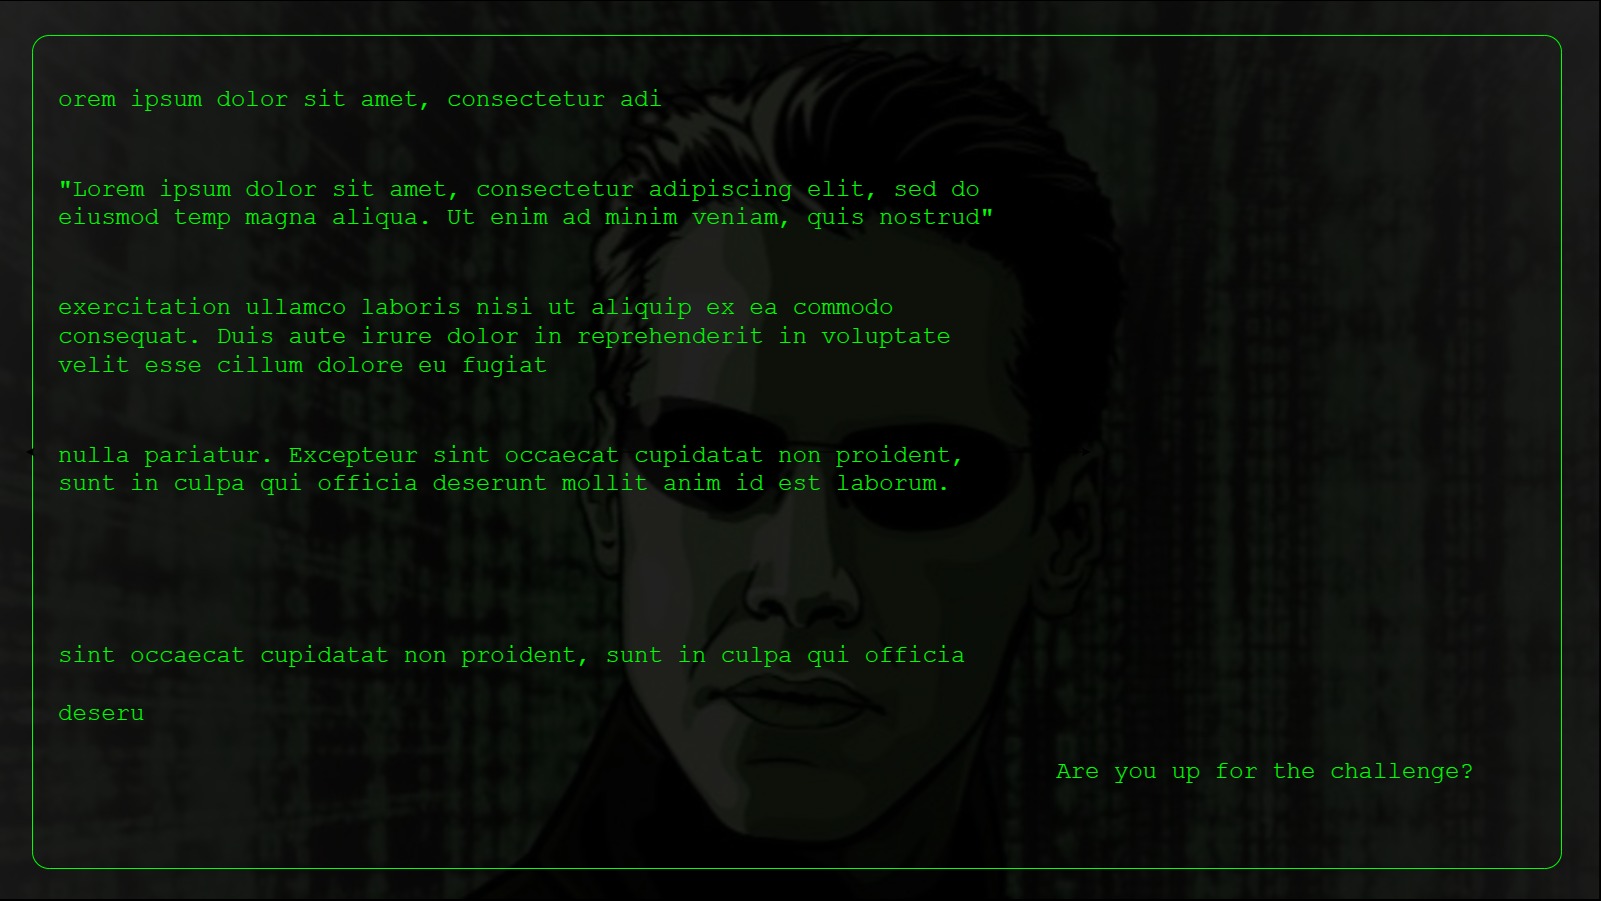 orem ipsum dolor sit amet, consectetur adi
"Lorem ipsum dolor sit amet, consectetur adipiscing elit, sed do
eiusmod temp magna aliqua. Ut enim ad minim veniam, quis nostrud"
exercitation ullamco laboris nisi ut aliquip ex ea commodo
consequat. Duis aute irure dolor in reprehenderit in voluptate
velit esse cillum dolore eu fugiat
nulla pariatur. Excepteur sint occaecat cupidatat non proident,
sunt in culpa qui officia deserunt mollit anim id est laborum.
sint occaecat cupidatat non proident, sunt in culpa qui officia
deseru
Are you up for the challenge?